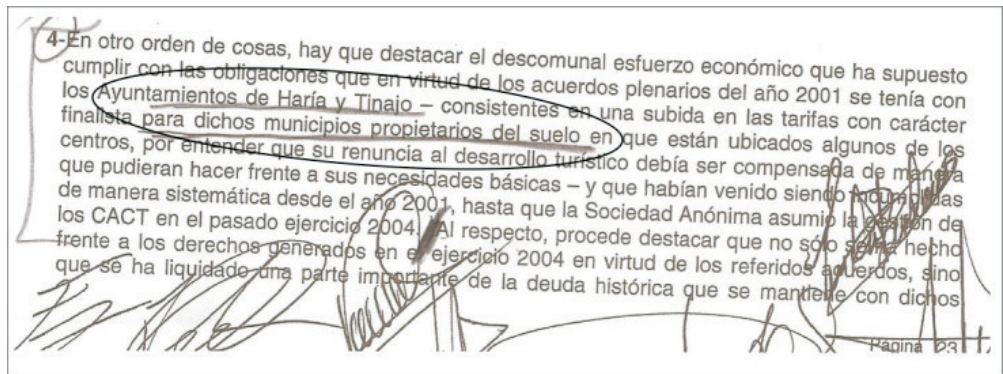 4-En otro orden de cosas, hay que destacar el descomunal esfuerzo económico que ha supuesto
cumplir con las obligaciones que en virtud de los acuerdos plenarios del año 2001 se tenía con
los Ayuntamientos de Haría y Tinajo – consistentes en una subida en las tarifas con carácter
finalista para dichos municipios propietarios del suelo en que están ubicados algunos de los
centros, por entender que su renuncia al desarrollo turístico debía ser compensada de manera
que pudieran hacer frente a sus necesidades básicas – y que habían venido siendo
de manera sistemática desde el año 2001, hasta que la Sociedad Anónima asumió la gestión de
los CACT en el pasado ejercicio 2004. Al respecto, procede destacar que no sólo se ha hecho
frente a los derechos generados en el ejercicio 2004 en virtud de los referidos acuerdos, sino
que se ha liquidado una parte importante de la deuda histórica que se mantiene con dichos
Página 23